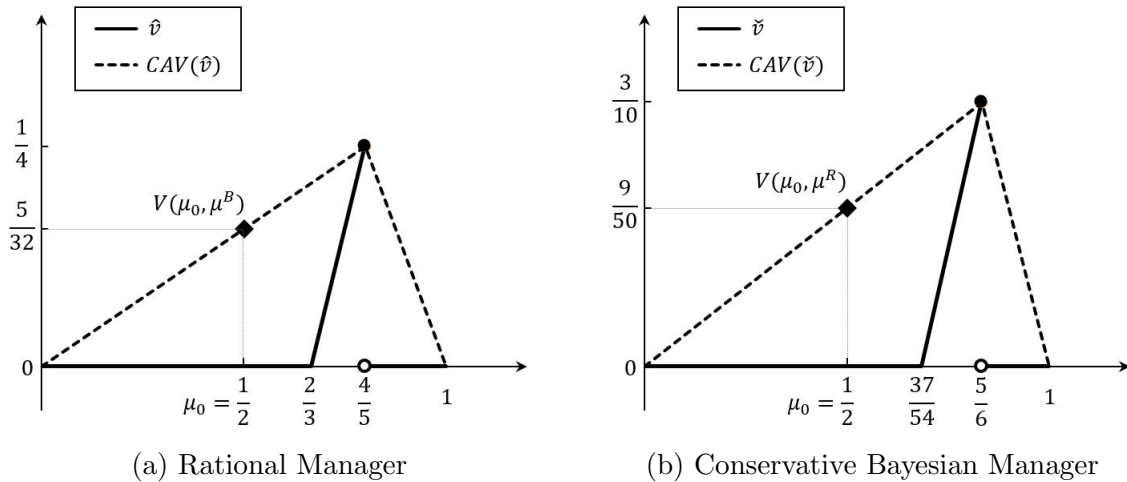 v̂
CAV(v̂)
1/4
V(μ₀, μᴮ)
5/32
0
μ₀ = 1/2 2/3 4/5 1
(a) Rational Manager
v̌
CAV(v̌)
3/10
V(μ₀, μᴿ)
9/50
0
μ₀ = 1/2 37/54 5/6 1
(b) Conservative Bayesian Manager